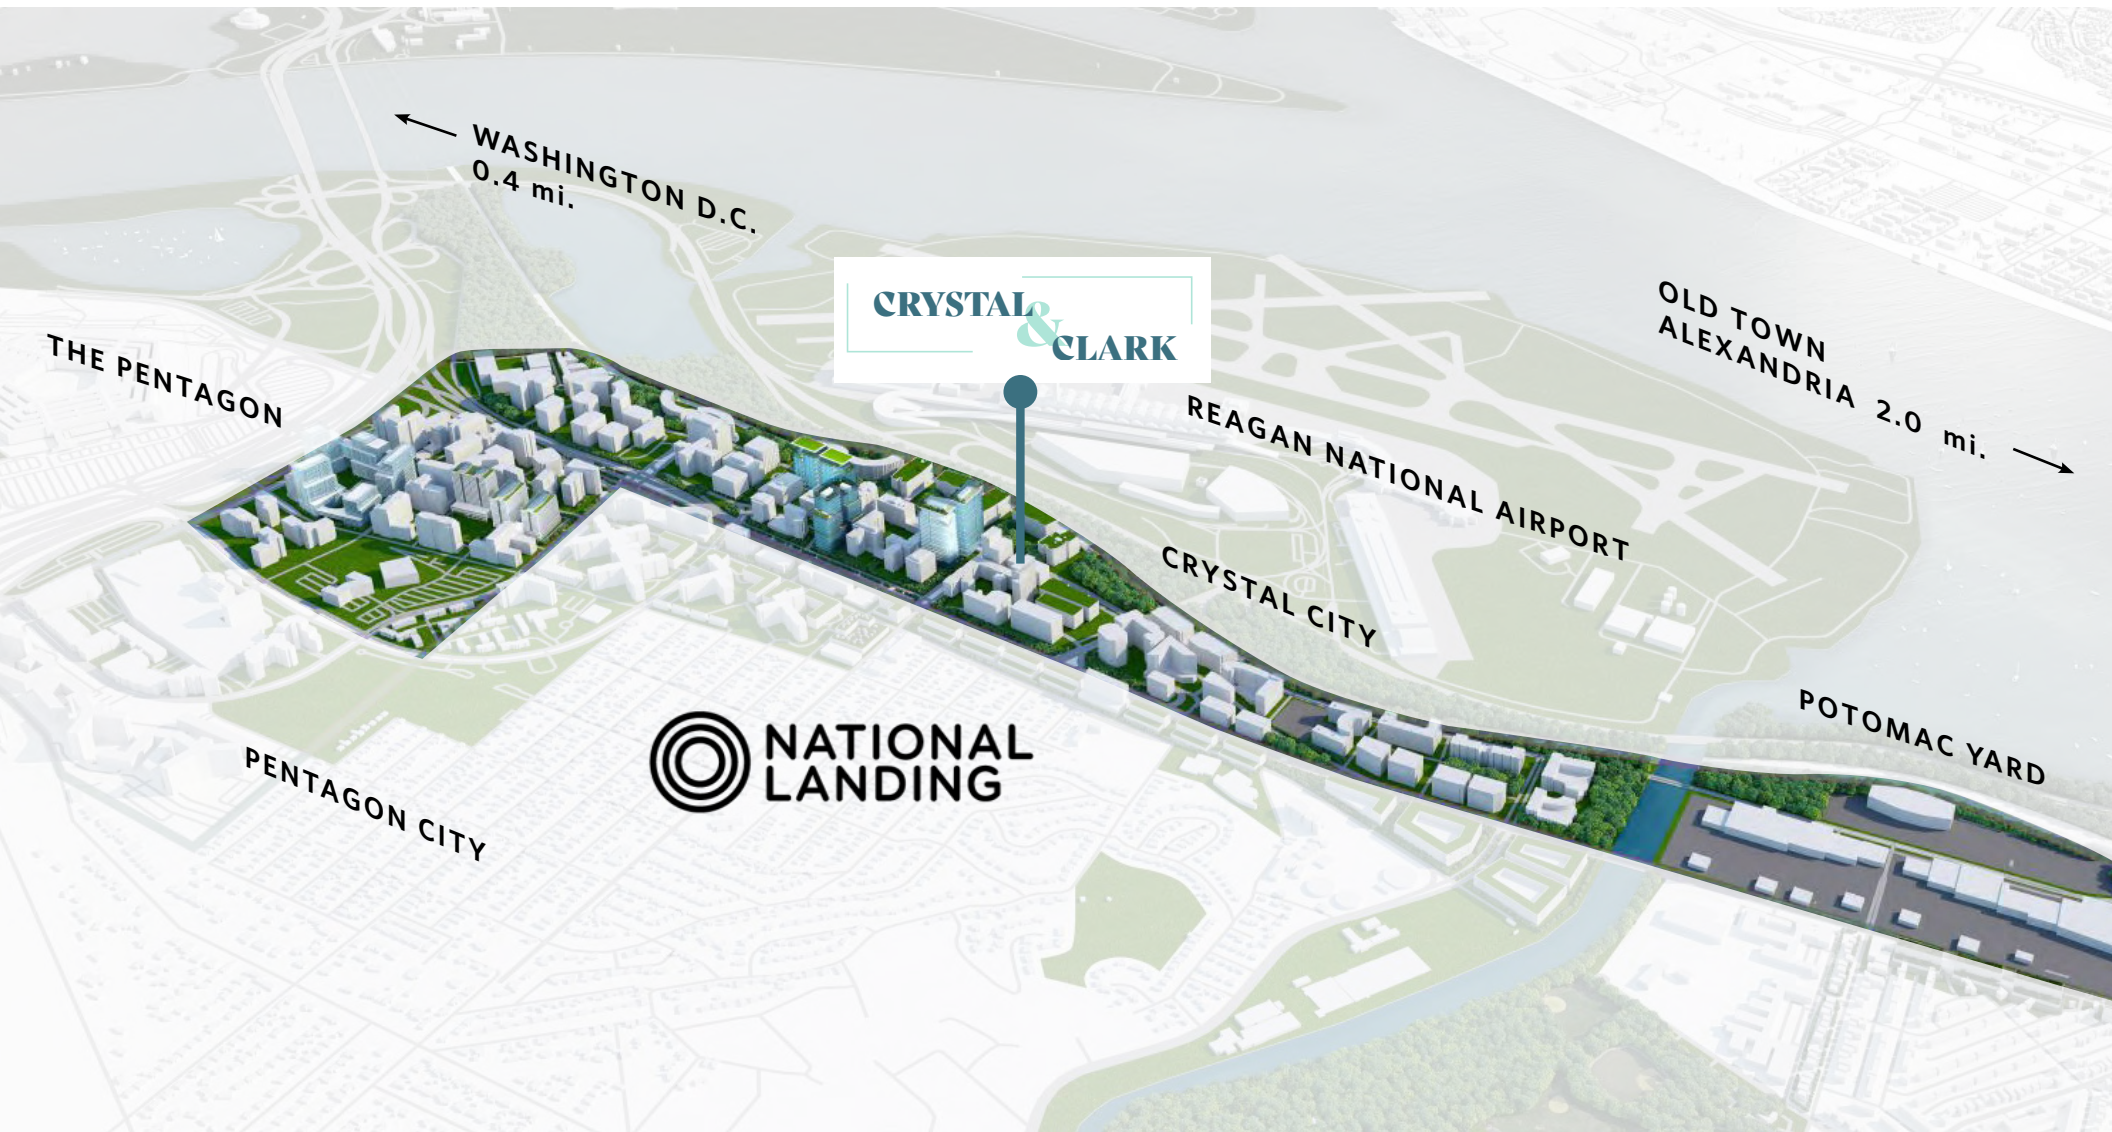 WASHINGTON D.C.
0.4 mi.
CRYSTAL
&
CLARK
OLD TOWN
ALEXANDRIA 2.0 mi.
THE PENTAGON
REAGAN NATIONAL AIRPORT
CRYSTAL CITY
POTOMAC YARD
NATIONAL
LANDING
PENTAGON CITY